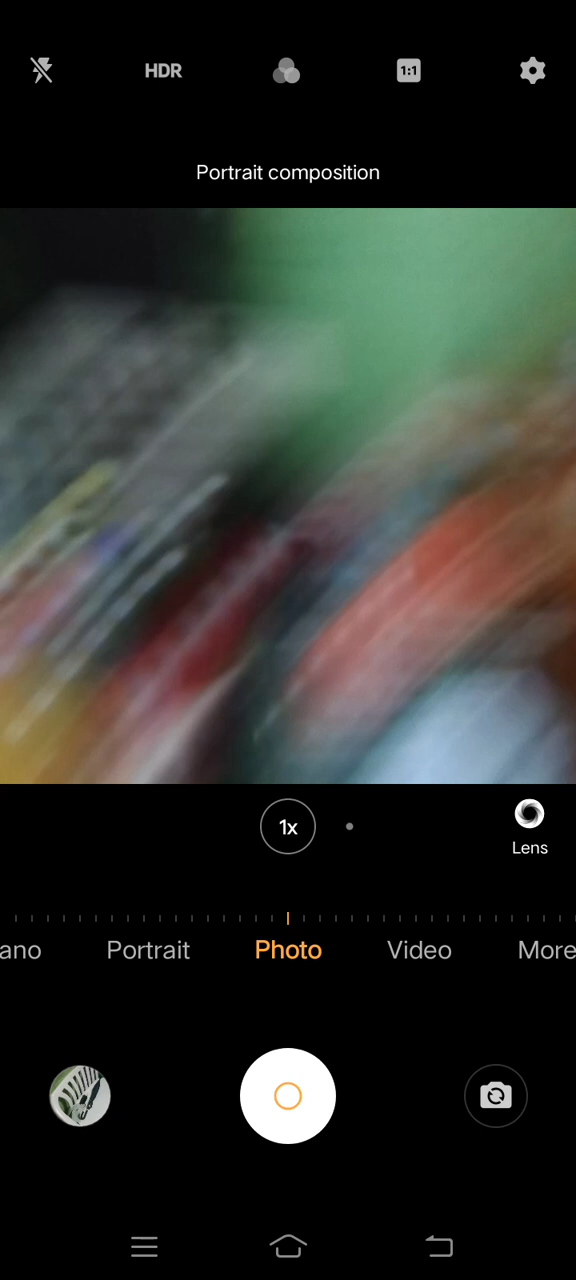 HDR
1:1
Portrait composition
1x
Lens
ano
Portrait
Photo
Video
More